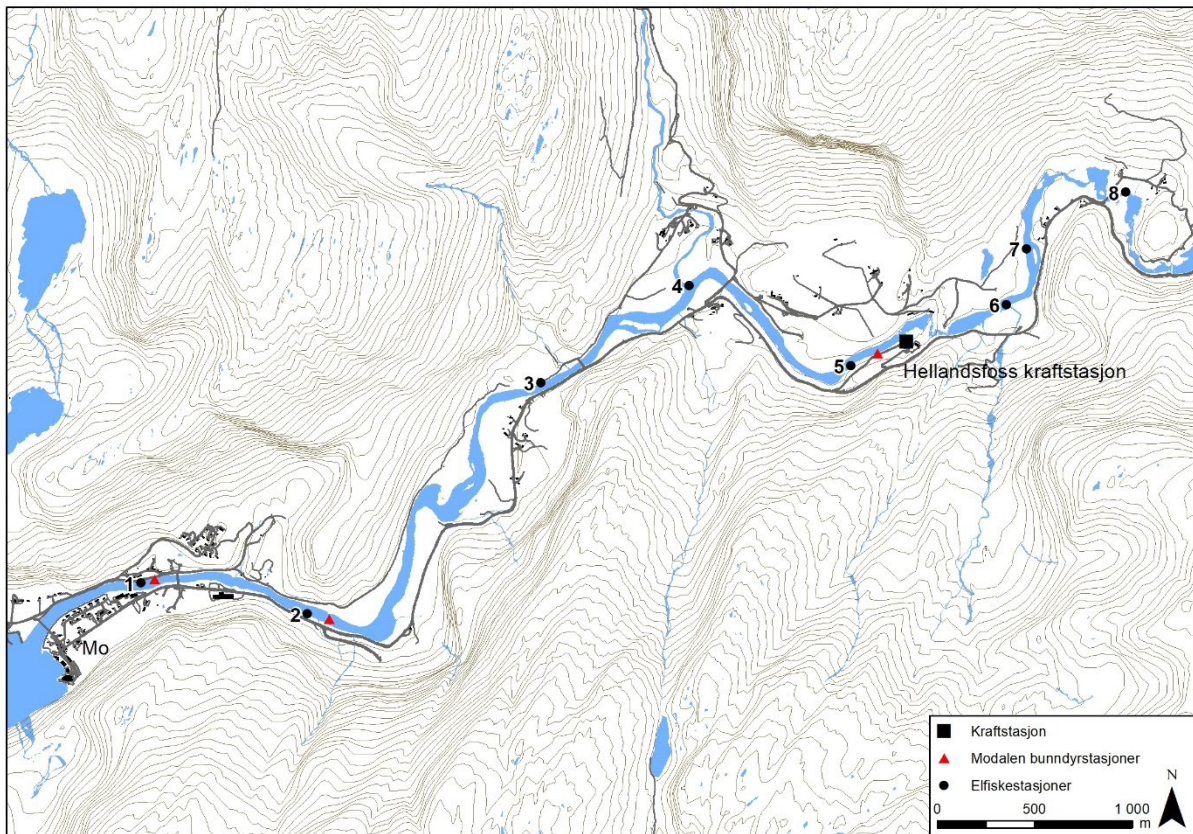 8
7
4
6
5
Hellandsfoss kraftstasjon
3
1
2
Mo
Kraftstasjon
Modalen bunndyrstasjoner
Elfiskestasjoner
N
0 500 1 000
m